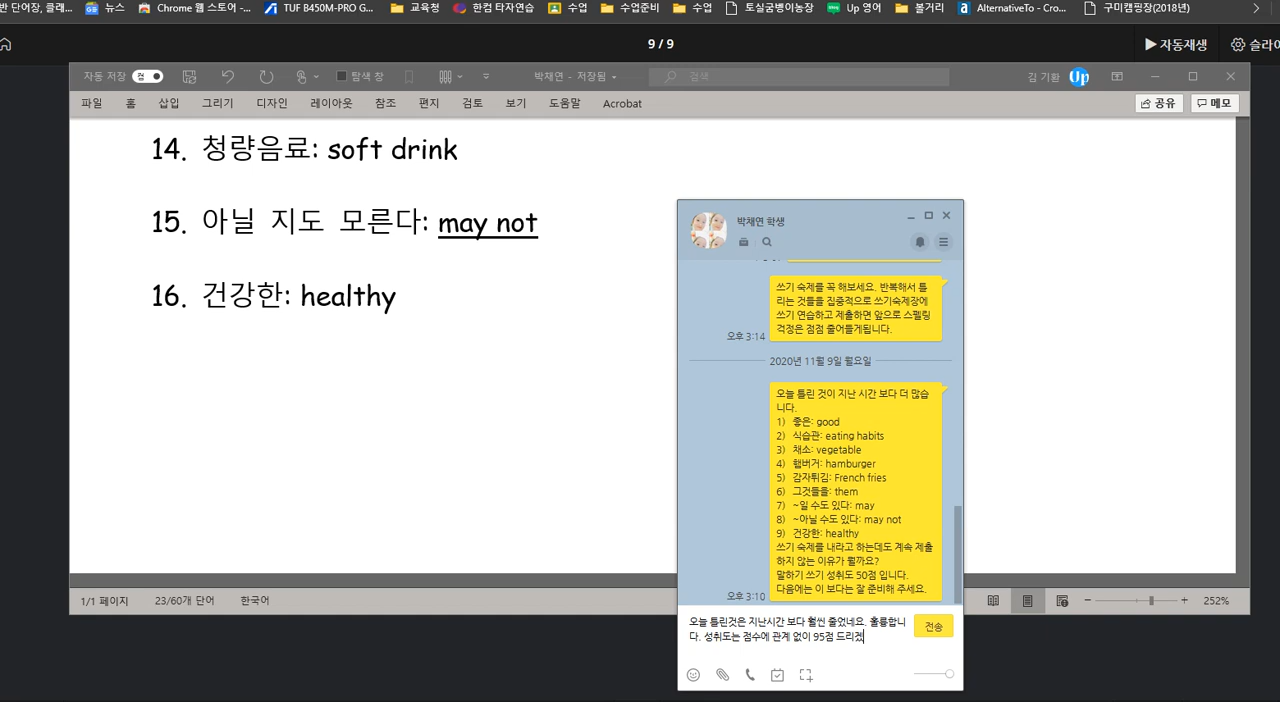 반 단어장, 클래... 뉴스 Chrome 웹 스토어 -... TUF B450M-PRO G... 교육청 한컴 타자연습 수업 수업준비 수업 토실굼벵이농장 Up 영어 볼거리 AlternativeTo - Cro... 구미캠핑장(2018년)
9 / 9
자동재생
슬라이
자동 저장 컴 탐색 창 박채연 - 저장됨 검색 김 기환 Up
파일 홈 삽입 그리기 디자인 레이아웃 참조 편지 검토 보기 도움말 Acrobat 공유 메모
14. 청량음료: soft drink
15. 아닐 지도 모른다: may not
16. 건강한: healthy
1/1 페이지 23/60개 단어 한국어 252%
박채연 학생
쓰기 숙제를 꼭 해보세요. 반복해서 틀
리는 것들을 집중적으로 쓰기숙제장에
쓰기 연습하고 제출하면 앞으로 스펠링
걱정은 점점 줄어들게됩니다.
오후 3:14
2020년 11월 9일 월요일
오늘 틀린 것이 지난 시간 보다 더 많습
니다.
1) 좋은: good
2) 식습관: eating habits
3) 채소: vegetable
4) 햄버거: hamburger
5) 감자튀김: French fries
6) 그것들을: them
7) ~일 수도 있다: may
8) ~아닐 수도 있다: may not
9) 건강한: healthy
쓰기 숙제를 내라고 하는데도 계속 제출
하지 않는 이유가 뭘까요?
말하기 쓰기 성취도 50점 입니다.
다음에는 이 보다는 잘 준비해 주세요.
오후 3:10
오늘 틀린것은 지난시간 보다 훨씬 줄었네요. 훌륭합니
다. 성취도는 점수에 관계 없이 95점 드리겠
전송